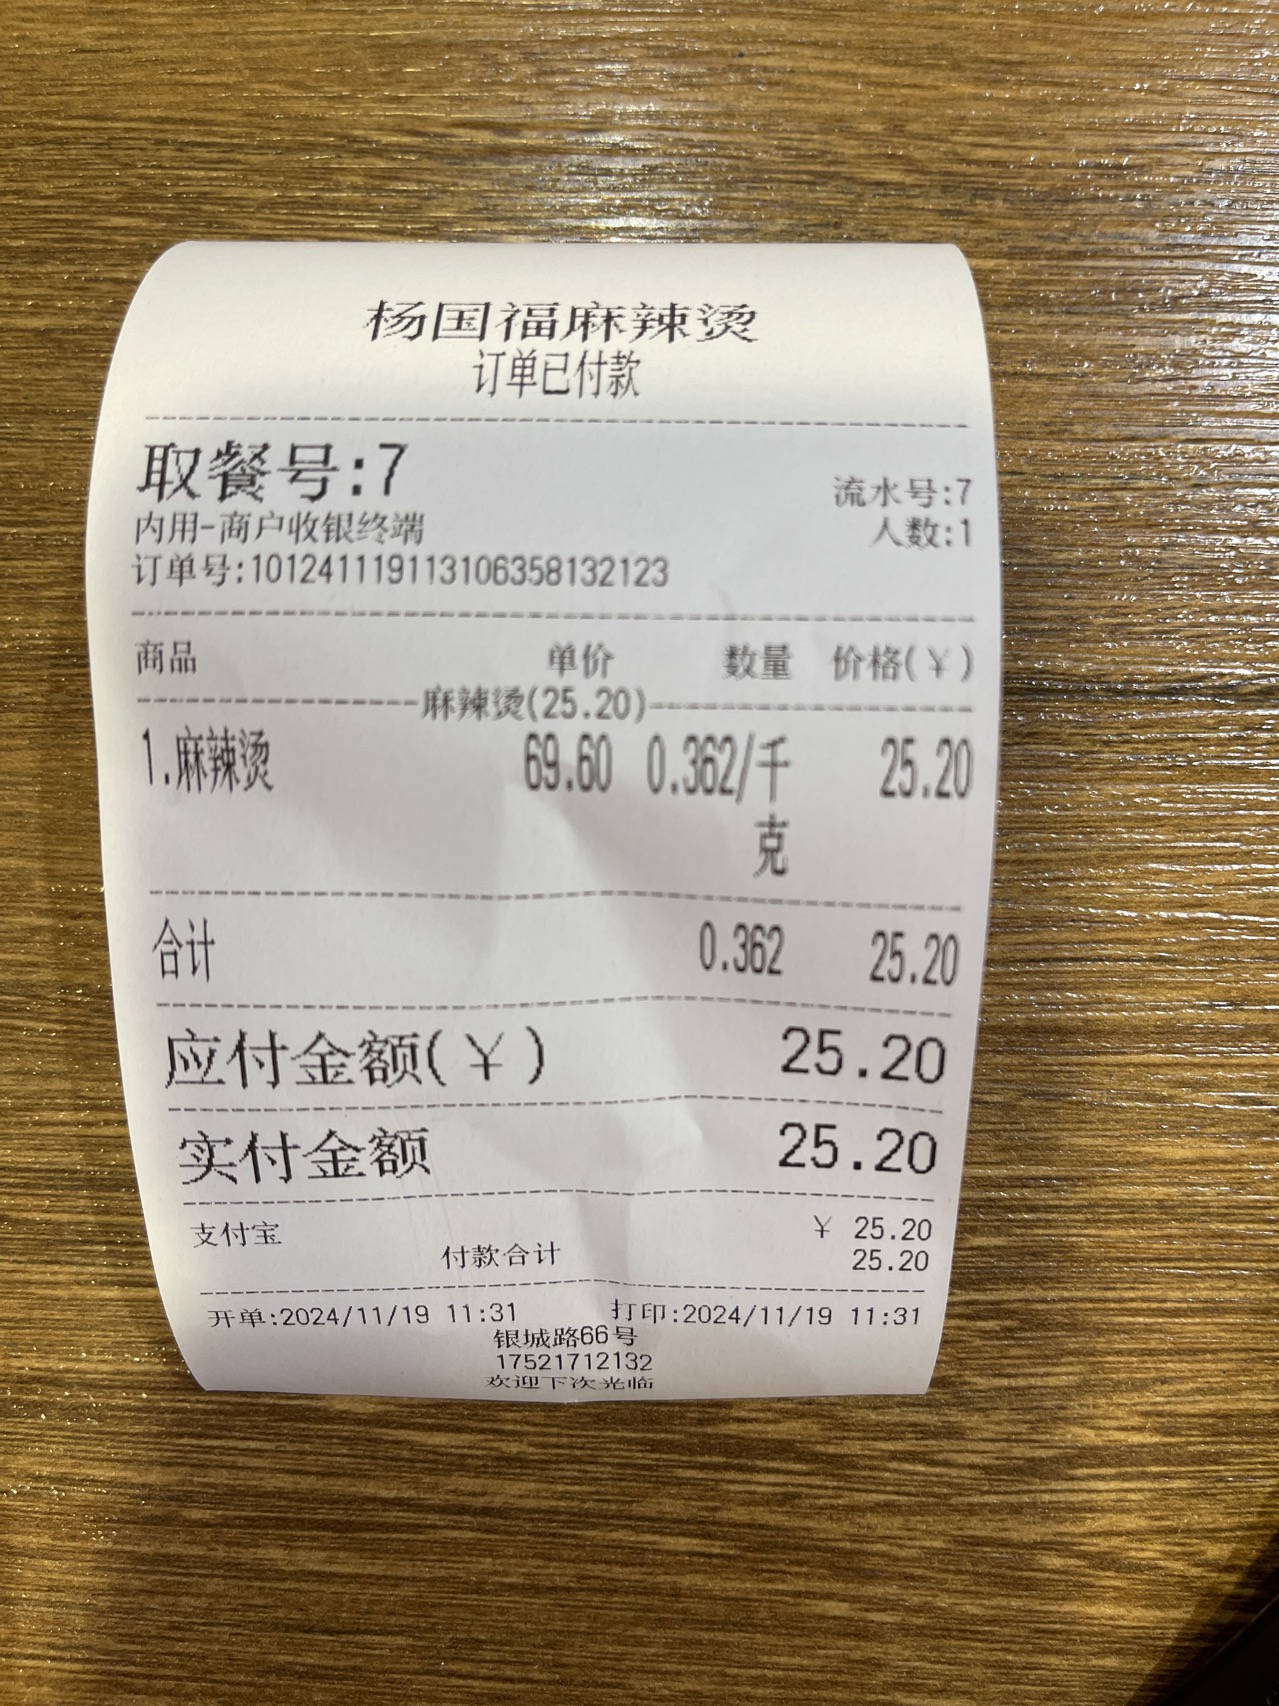 杨国福麻辣烫
订单已付款
取餐号:7
流水号:7
内用-商户收银终端
人数:1
订单号:101241119113106358132123
商品 单价 数量 价格(¥)
麻辣烫(25.20)
1.麻辣烫 69.60 0.362/千克 25.20
合计 0.362 25.20
应付金额(¥) 25.20
实付金额 25.20
支付宝 ¥ 25.20
付款合计 25.20
开单:2024/11/19 11:31 打印:2024/11/19 11:31
银城路66号
17521712132
欢迎下次光临